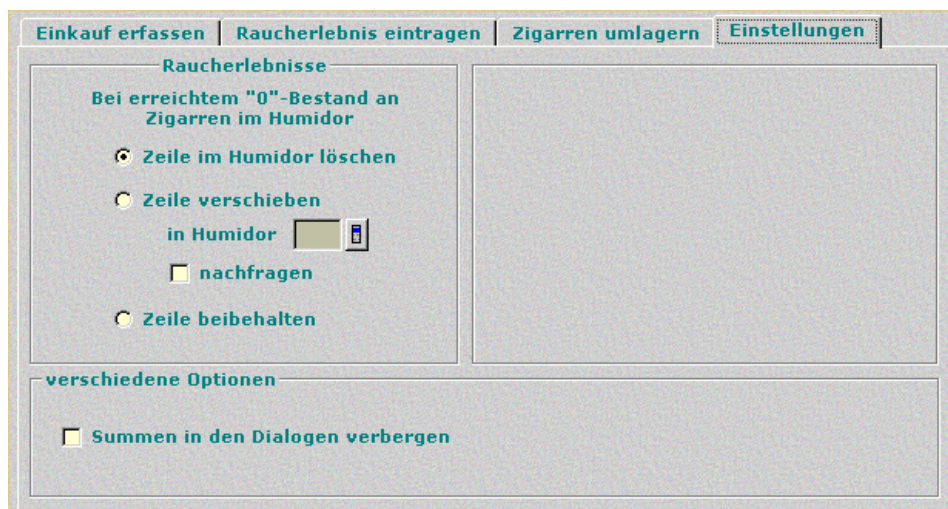 Einkauf erfassen
Raucherlebnis eintragen
Zigarren umlagern
Einstellungen
Raucherlebnisse
Bei erreichtem "0"-Bestand an
Zigarren im Humidor
Zeile im Humidor löschen
Zeile verschieben
in Humidor
nachfragen
Zeile beibehalten
verschiedene Optionen
Summen in den Dialogen verbergen